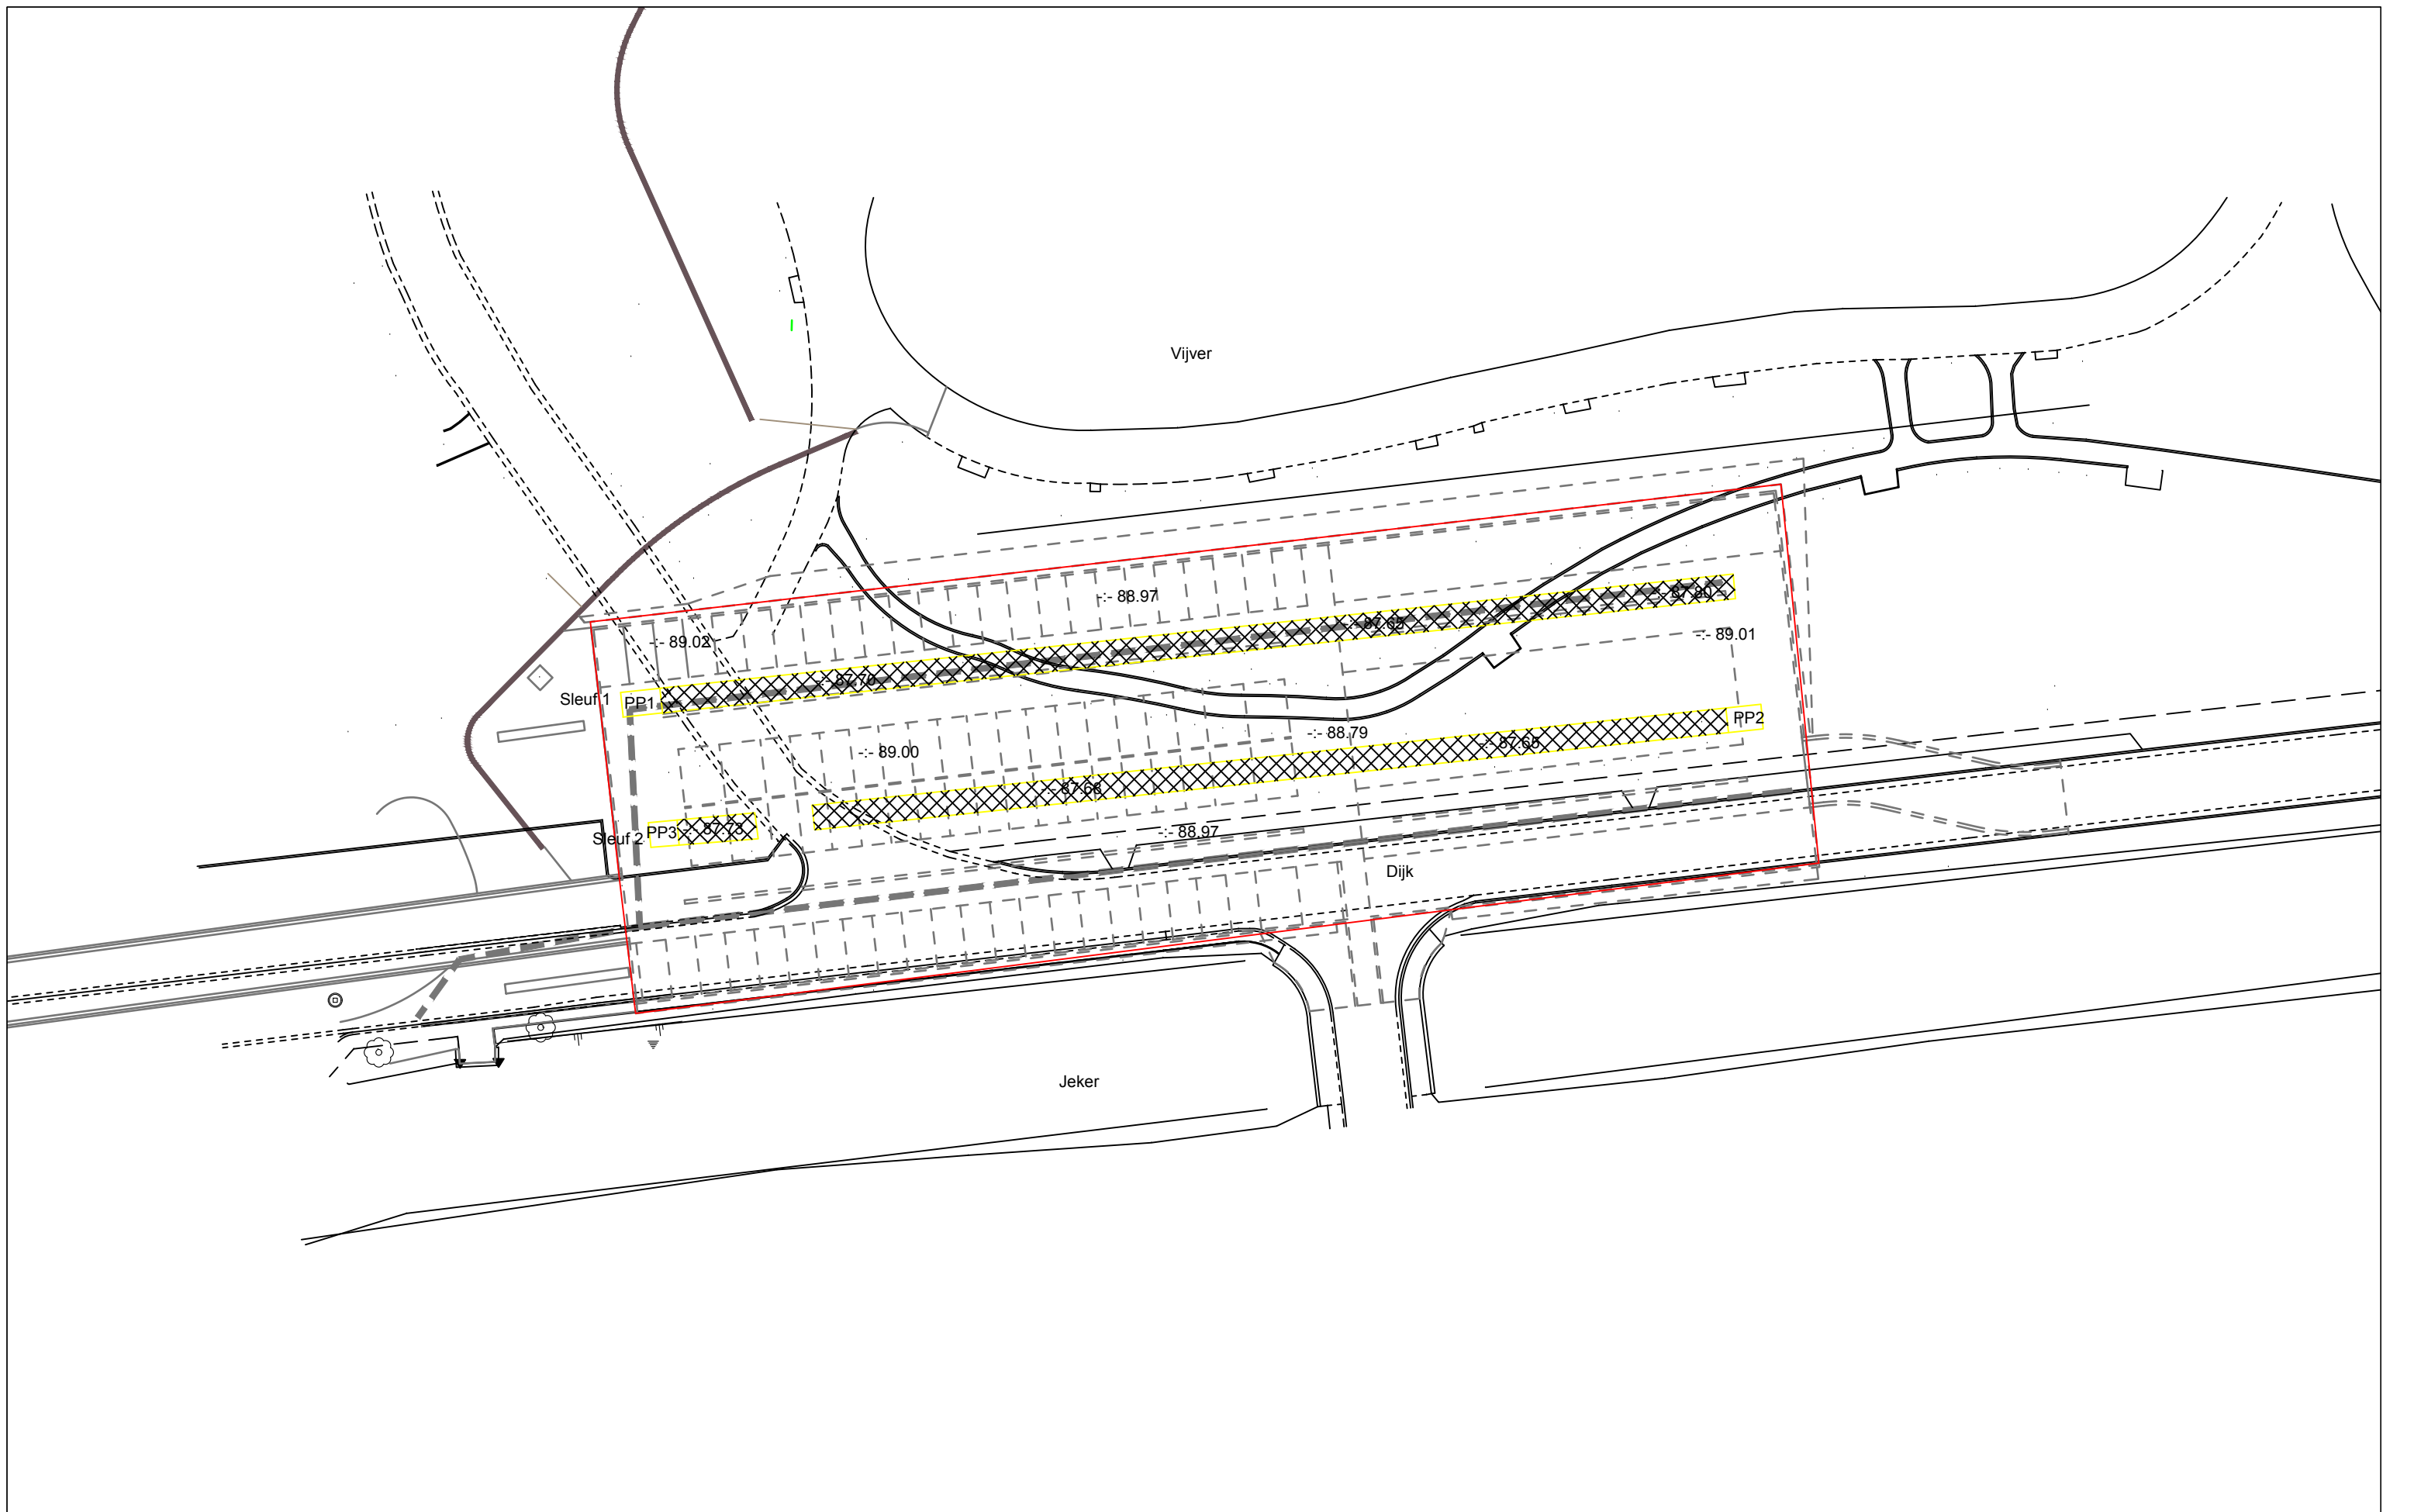 Vijver
-:- 88.97
-:- 87.80
-:- 87.65
-:- 89.01
-:- 89.02
-:- 87.70
Sleuf 1
PP1
PP2
-:- 88.79
-:- 87.65
-:- 89.00
-:- 87.68
Sleuf 2
PP3
-:- 87.73
-:- 88.97
Dijk
Jeker